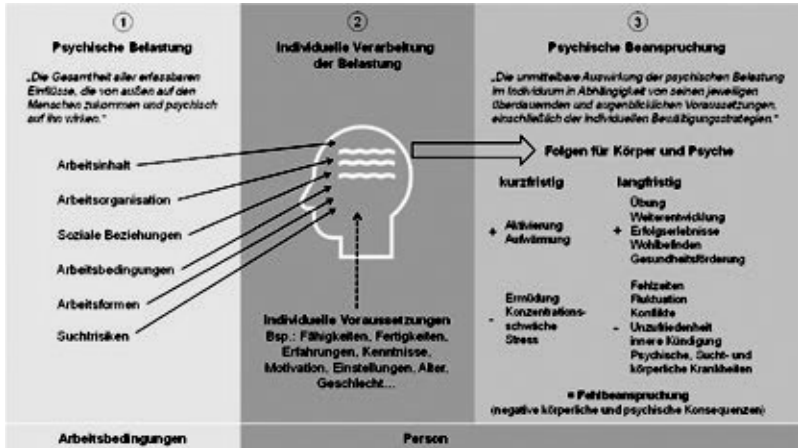 1
Psychische Belastung
„Die Gesamtheit aller erfassbaren
Einflüsse, die von außen auf den
Menschen zukommen und psychisch
auf ihn wirken.“
Arbeitsinhalt
Arbeitsorganisation
Soziale Beziehungen
Arbeitsbedingungen
Arbeitsformen
Suchtrisiken
Arbeitsbedingungen
2
Individuelle Verarbeitung
der Belastung
Individuelle Voraussetzungen
Bsp.: Fähigkeiten, Fertigkeiten,
Erfahrungen, Kenntnisse,
Motivation, Einstellungen, Alter,
Geschlecht...
Person
3
Psychische Beanspruchung
„Die unmittelbare Auswirkung der psychischen Belastung
im Individuum in Abhängigkeit von seinen jeweiligen
überdauernden und augenblicklichen Voraussetzungen,
einschließlich der individuellen Bewältigungsstrategien.“
Folgen für Körper und Psyche
kurzfristig
+ Aktivierung
Aufwärmung
- Ermüdung
Konzentrations-
schwäche
Stress
langfristig
Übung
Weiterentwicklung
+ Erfolgserlebnisse
Wohlbefinden
Gesundheitsförderung
Fehlzeiten
Fluktuation
Konflikte
- Unzufriedenheit
innere Kündigung
Psychische, Sucht- und
körperliche Krankheiten
= Fehlbeanspruchung
(negative körperliche und psychische Konsequenzen)